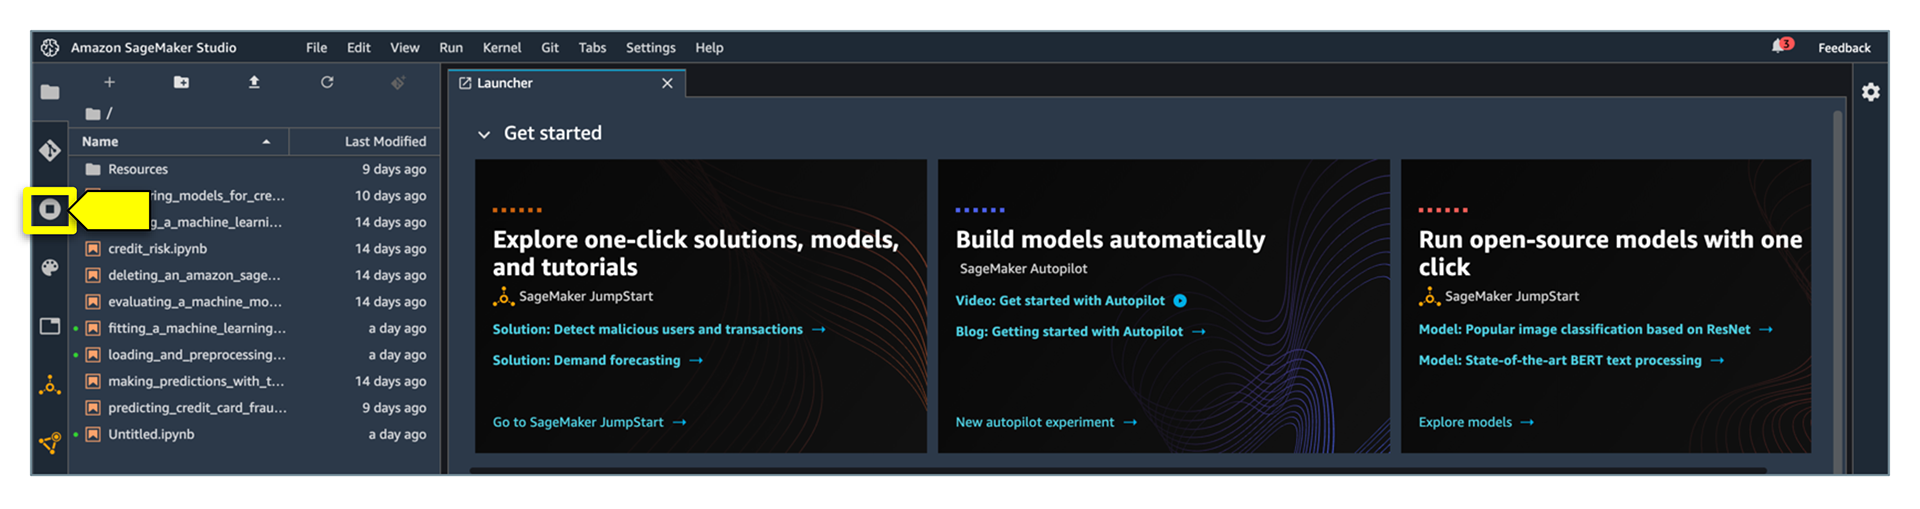 Amazon SageMaker Studio File Edit View Run Kernel Git Tabs Settings Help 3 Feedback
Launcher
/
Name Last Modified
Resources 9 days ago
ring_models_for_cre... 10 days ago
g_a_machine_learni... 14 days ago
credit_risk.ipynb 14 days ago
deleting_an_amazon_sage... 14 days ago
evaluating_a_machine_mo... 14 days ago
fitting_a_machine_learning... a day ago
loading_and_preprocessing... a day ago
making_predictions_with_t... 14 days ago
predicting_credit_card_frau... 9 days ago
Untitled.ipynb a day ago
Get started
Explore one-click solutions, models,
and tutorials
SageMaker JumpStart
Solution: Detect malicious users and transactions →
Solution: Demand forecasting →
Go to SageMaker JumpStart →
Build models automatically
SageMaker Autopilot
Video: Get started with Autopilot
Blog: Getting started with Autopilot →
New autopilot experiment →
Run open-source models with one
click
SageMaker JumpStart
Model: Popular image classification based on ResNet →
Model: State-of-the-art BERT text processing →
Explore models →